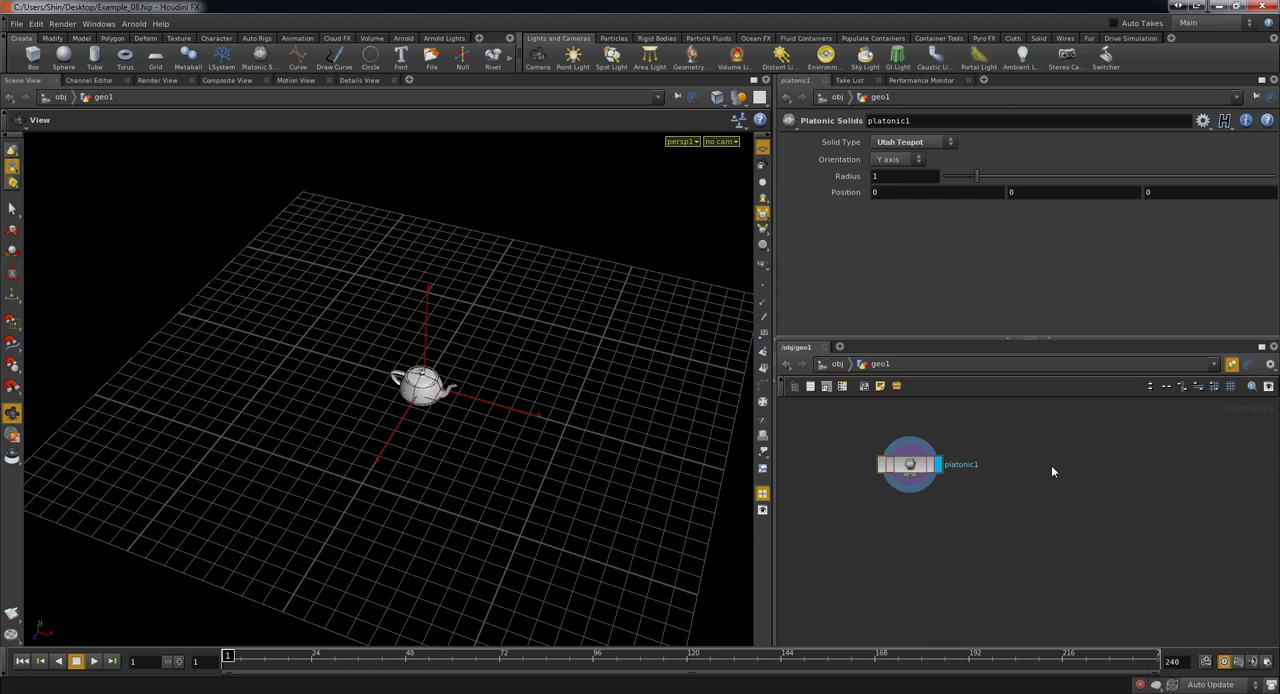 C:/Users/Shin/Desktop/Example_08.hip - Houdini FX
File Edit Render Windows Arnold Help
Auto Takes Main
Create Modify Model Polygon Deform Texture Character Auto Rigs Animation Cloud FX Volume Arnold Arnold Lights
Lights and Cameras Particles Rigid Bodies Particle Fluids Ocean FX Fluid Containers Populate Containers Container Tools Pyro FX Cloth Solid Wires Fur Drive Simulation
Box Sphere Tube Torus Grid Metaball LSystem Platonic S... Curve Draw Curve Circle Font File Null Rivet
Camera Point Light Spot Light Area Light Geometry... Volume Li... Distant Li... Environme... Sky Light GI Light Caustic Li... Portal Light Ambient L... Stereo Ca... Switcher
Scene View Channel Editor Render View Composite View Motion View Details View
platonic1 Take List Performance Monitor
obj geo1
obj geo1
View
Platonic Solids platonic1
persp1 no cam
Solid Type Utah Teapot
Orientation Y axis
Radius 1
Position 0 0 0
/obj/geo1
obj geo1
Geometry
platonic1
y
x
z
1 1 1 24 48 72 96 120 144 168 192 216 2 240
Auto Update